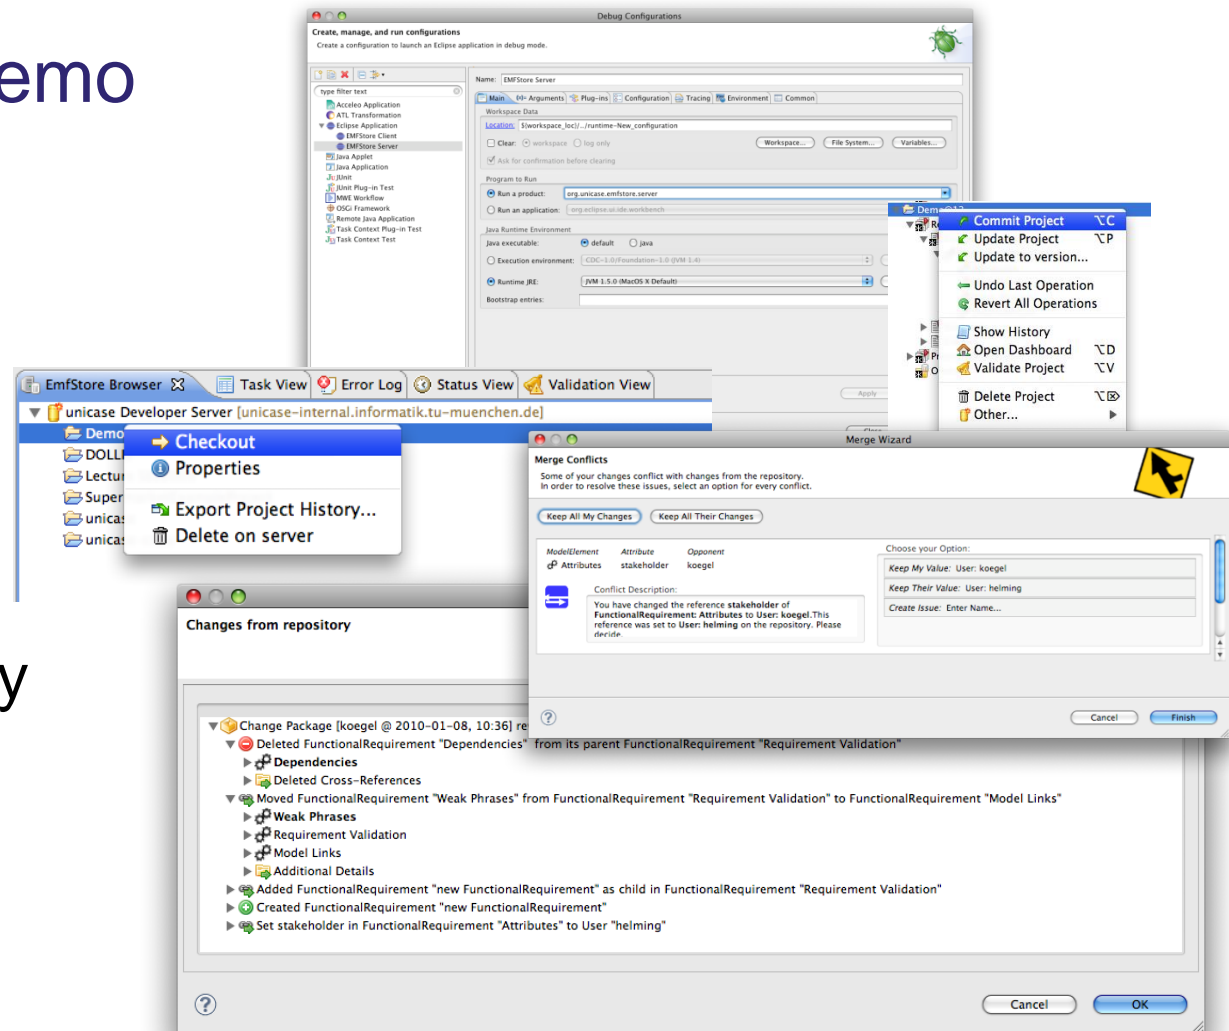 emo
Debug Configurations
Create, manage, and run configurations
Create a configuration to launch an Eclipse application in debug mode.
type filter text
Acceleo Application
ATL Transformation
Eclipse Application
EMFStore Client
EMFStore Server
Java Applet
Java Application
JUnit
JUnit Plug-in Test
MWE Workflow
OSGi Framework
Remote Java Application
Task Context Plug-in Test
Task Context Test
Name: EMFStore Server
Main Arguments Plug-ins Configuration Tracing Environment Common
Workspace Data
Location: ${workspace_loc}/../runtime-New_configuration
Clear: workspace log only Workspace... File System... Variables...
Ask for confirmation before clearing
Program to Run
Run a product: org.unicase.emfstore.server
Run an application: org.eclipse.ui.ide.workbench
Java Runtime Environment
Java executable: default java
Execution environment: CDC-1.0/Foundation-1.0 (JVM 1.4)
Runtime JRE: JVM 1.5.0 (MacOS X Default)
Bootstrap entries:
Apply
Close
Commit Project ⌥C
Update Project ⌥P
Update to version...
Undo Last Operation
Revert All Operations
Show History
Open Dashboard ⌥D
Validate Project ⌥V
Delete Project ⌥⌦
Other...
EmfStore Browser Task View Error Log Status View Validation View
unicase Developer Server [unicase-internal.informatik.tu-muenchen.de]
Demo
DOLLI
Lectur
Super
unicas
unicas
Checkout
Properties
Export Project History...
Delete on server
Merge Wizard
Merge Conflicts
Some of your changes conflict with changes from the repository.
In order to resolve these issues, select an option for every conflict.
Keep All My Changes Keep All Their Changes
ModelElement Attribute Opponent
Attributes stakeholder koegel
Conflict Description:
You have changed the reference stakeholder of
FunctionalRequirement: Attributes to User: koegel.This
reference was set to User: helming on the repository. Please
decide.
Choose your Option:
Keep My Value: User: koegel
Keep Their Value: User: helming
Create Issue: Enter Name...
Cancel Finish
y
Changes from repository
Change Package [koegel @ 2010-01-08, 10:36] re
Deleted FunctionalRequirement "Dependencies" from its parent FunctionalRequirement "Requirement Validation"
Dependencies
Deleted Cross-References
Moved FunctionalRequirement "Weak Phrases" from FunctionalRequirement "Requirement Validation" to FunctionalRequirement "Model Links"
Weak Phrases
Requirement Validation
Model Links
Additional Details
Added FunctionalRequirement "new FunctionalRequirement" as child in FunctionalRequirement "Requirement Validation"
Created FunctionalRequirement "new FunctionalRequirement"
Set stakeholder in FunctionalRequirement "Attributes" to User "helming"
Cancel OK